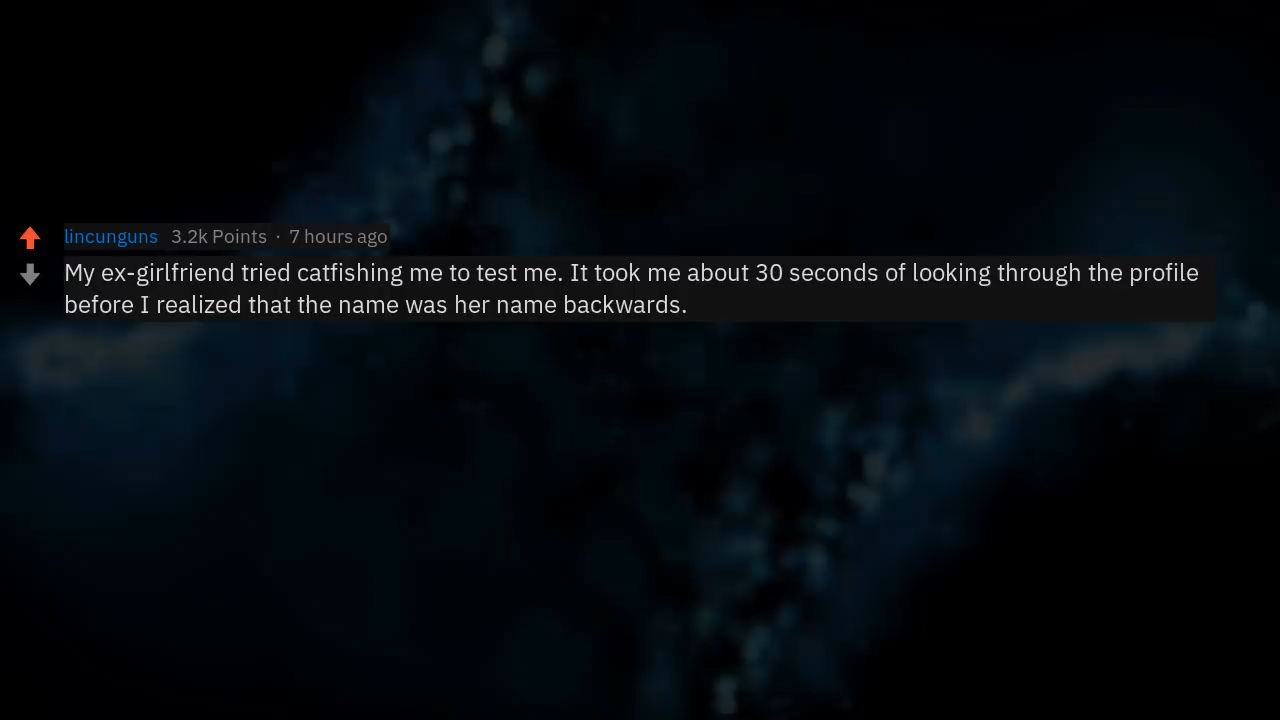 lincunguns 3.2k Points · 7 hours ago
My ex-girlfriend tried catfishing me to test me. It took me about 30 seconds of looking through the profile
before I realized that the name was her name backwards.